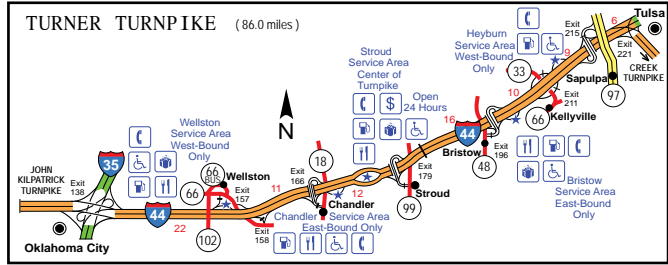 TURNER TURNPIKE (86.0 miles)
Tulsa
Exit
215
6
Exit
221
CREEK
TURNPIKE
Heyburn
Service Area
West-Bound
Only
9
Sapulpa
97
33
10
Exit
211
66
Kellyville
Stroud
Service Area
Center of
Turnpike
$
Open
24 Hours
16
44
Bristow
Exit
196
48
Bristow
Service Area
East-Bound
Only
Exit
179
Stroud
99
12
N
18
Exit
166
Chandler
Chandler Service Area
East-Bound Only
11
Wellston
Service Area
West-Bound
Only
66
BUS
Wellston
66
Exit
157
Exit
158
102
35
JOHN
KILPATRICK
TURNPIKE
Exit
138
44
22
Oklahoma City